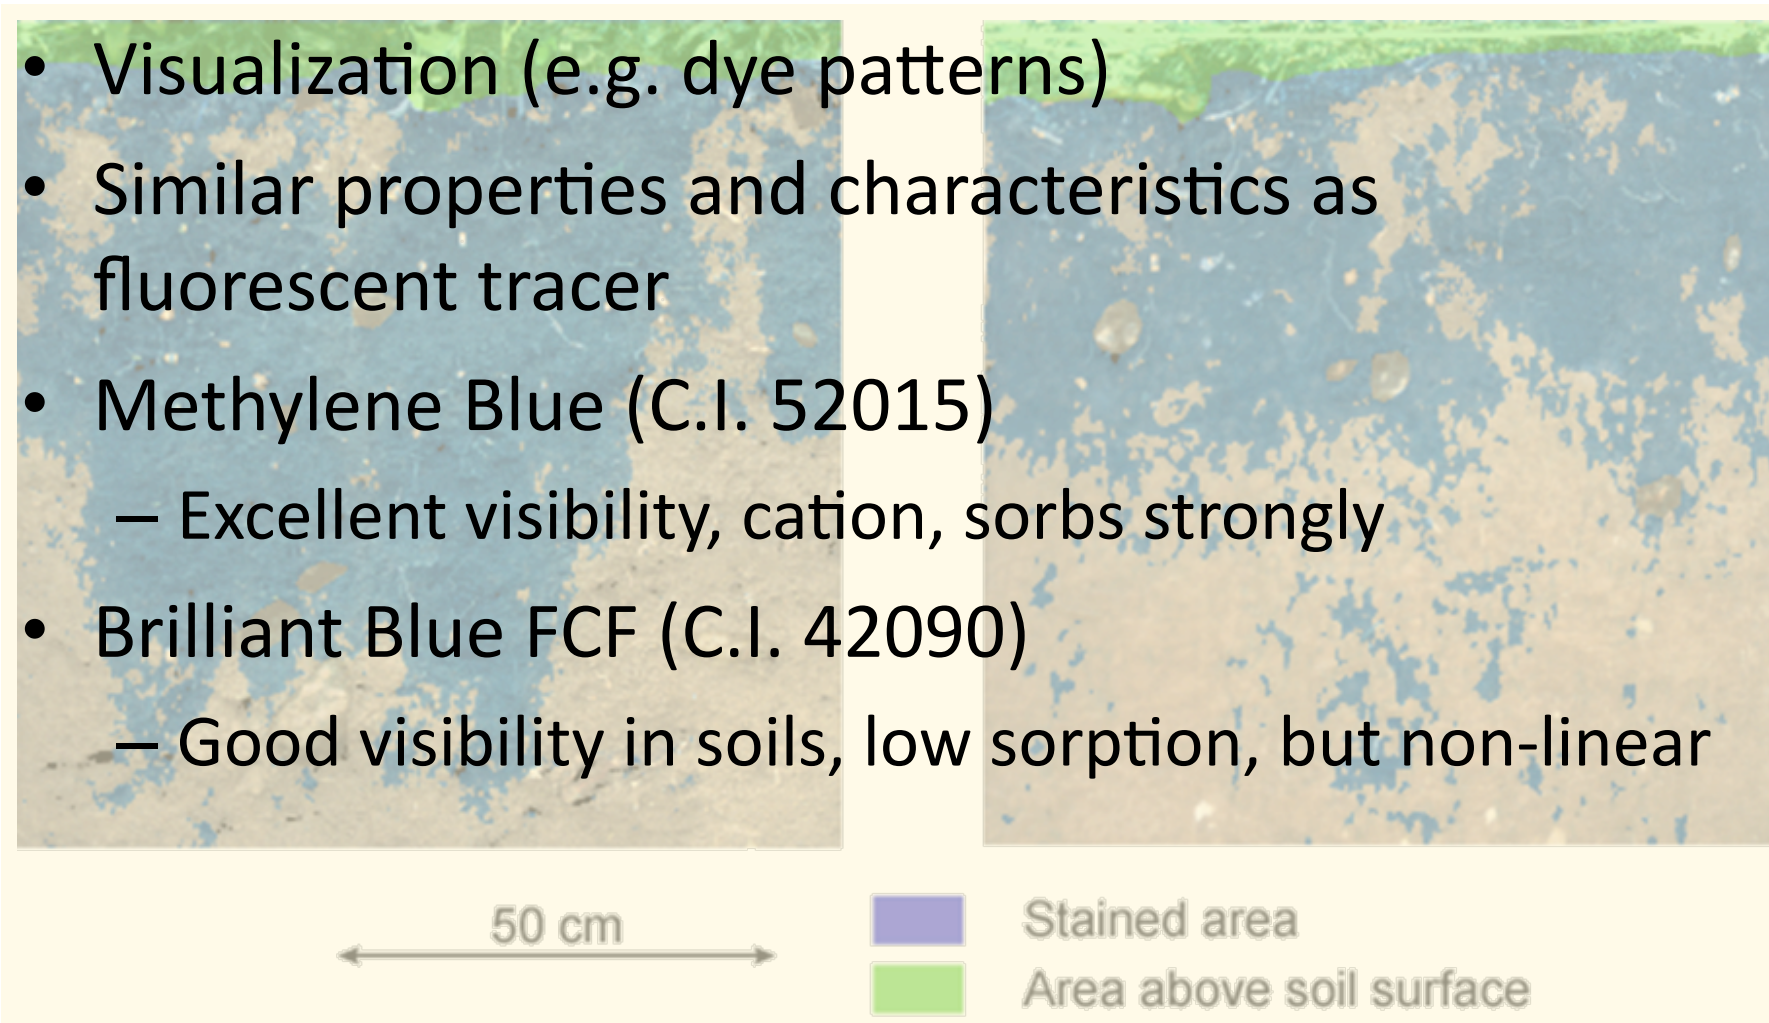 • Visualization (e.g. dye patterns)
• Similar properties and characteristics as
fluorescent tracer
• Methylene Blue (C.I. 52015)
– Excellent visibility, cation, sorbs strongly
• Brilliant Blue FCF (C.I. 42090)
– Good visibility in soils, low sorption, but non-linear
50 cm
Stained area
Area above soil surface